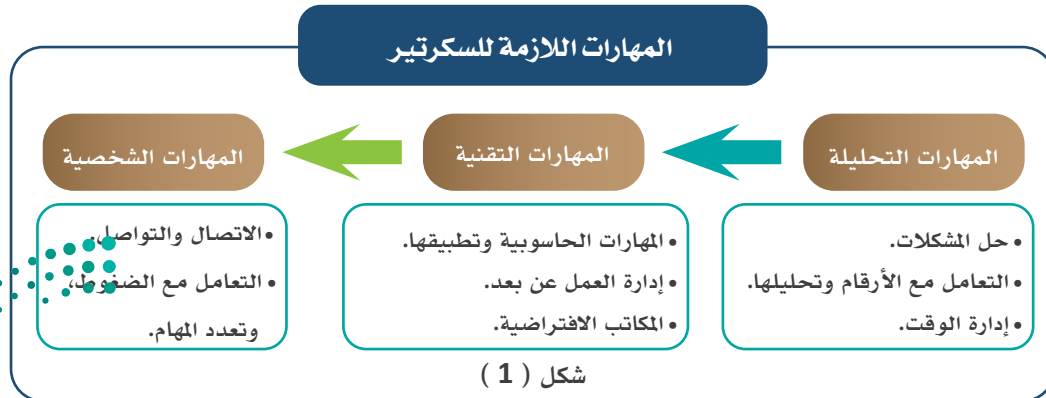 المهارات اللازمة للسكرتير
المهارات التحليلة
• حل المشكلات.
• التعامل مع الأرقام وتحليلها.
• إدارة الوقت.
المهارات التقنية
• المهارات الحاسوبية وتطبيقها.
• إدارة العمل عن بعد.
• المكاتب الافتراضية.
المهارات الشخصية
• الاتصال والتواصل.
• التعامل مع الضغوط،
وتعدد المهام.
شكل ( 1 )